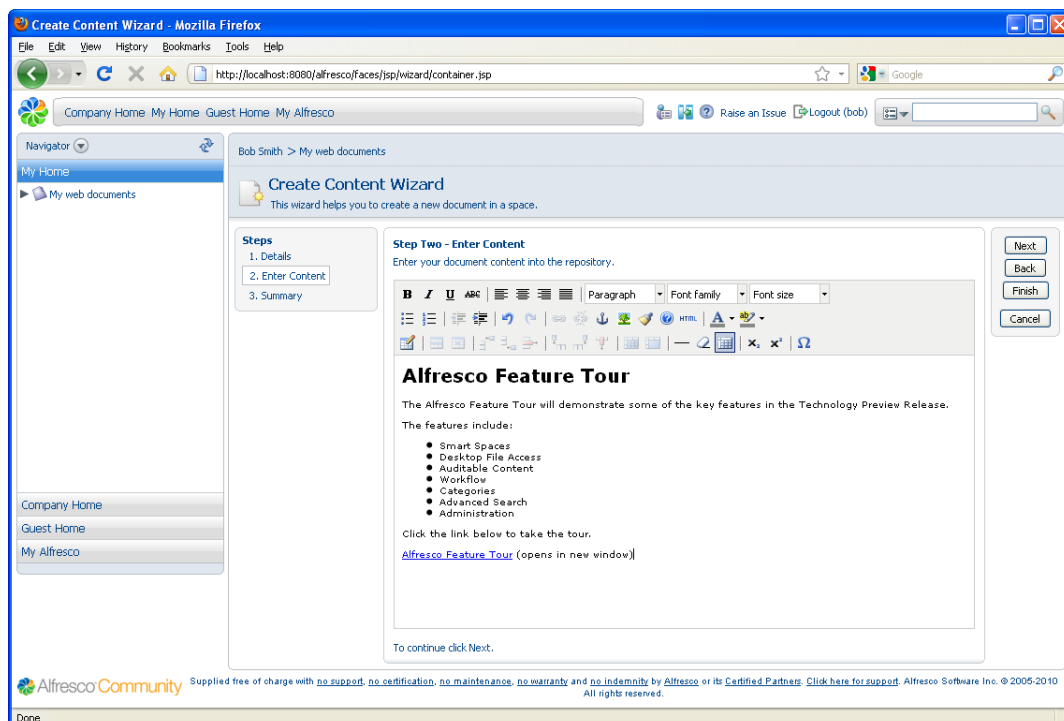 Create Content Wizard - Mozilla Firefox
File Edit View History Bookmarks Tools Help
http://localhost:8080/alfresco/faces/jsp/wizard/container.jsp
Google
Company Home My Home Guest Home My Alfresco
Raise an Issue Logout (bob)
Navigator
My Home
My web documents
Company Home
Guest Home
My Alfresco
Bob Smith > My web documents
Create Content Wizard
This wizard helps you to create a new document in a space.
Steps
1. Details
2. Enter Content
3. Summary
Step Two - Enter Content
Enter your document content into the repository.
B I U ABC Paragraph Font family Font size
HTML A ab
x₂ x² Ω
Alfresco Feature Tour
The Alfresco Feature Tour will demonstrate some of the key features in the Technology Preview Release.
The features include:
Smart Spaces
Desktop File Access
Auditable Content
Workflow
Categories
Advanced Search
Administration
Click the link below to take the tour.
Alfresco Feature Tour (opens in new window)
To continue click Next.
Next
Back
Finish
Cancel
Alfresco Community
Supplied free of charge with no support, no certification, no maintenance, no warranty and no indemnity by Alfresco or its Certified Partners. Click here for support. Alfresco Software Inc. © 2005-2010
All rights reserved.
Done